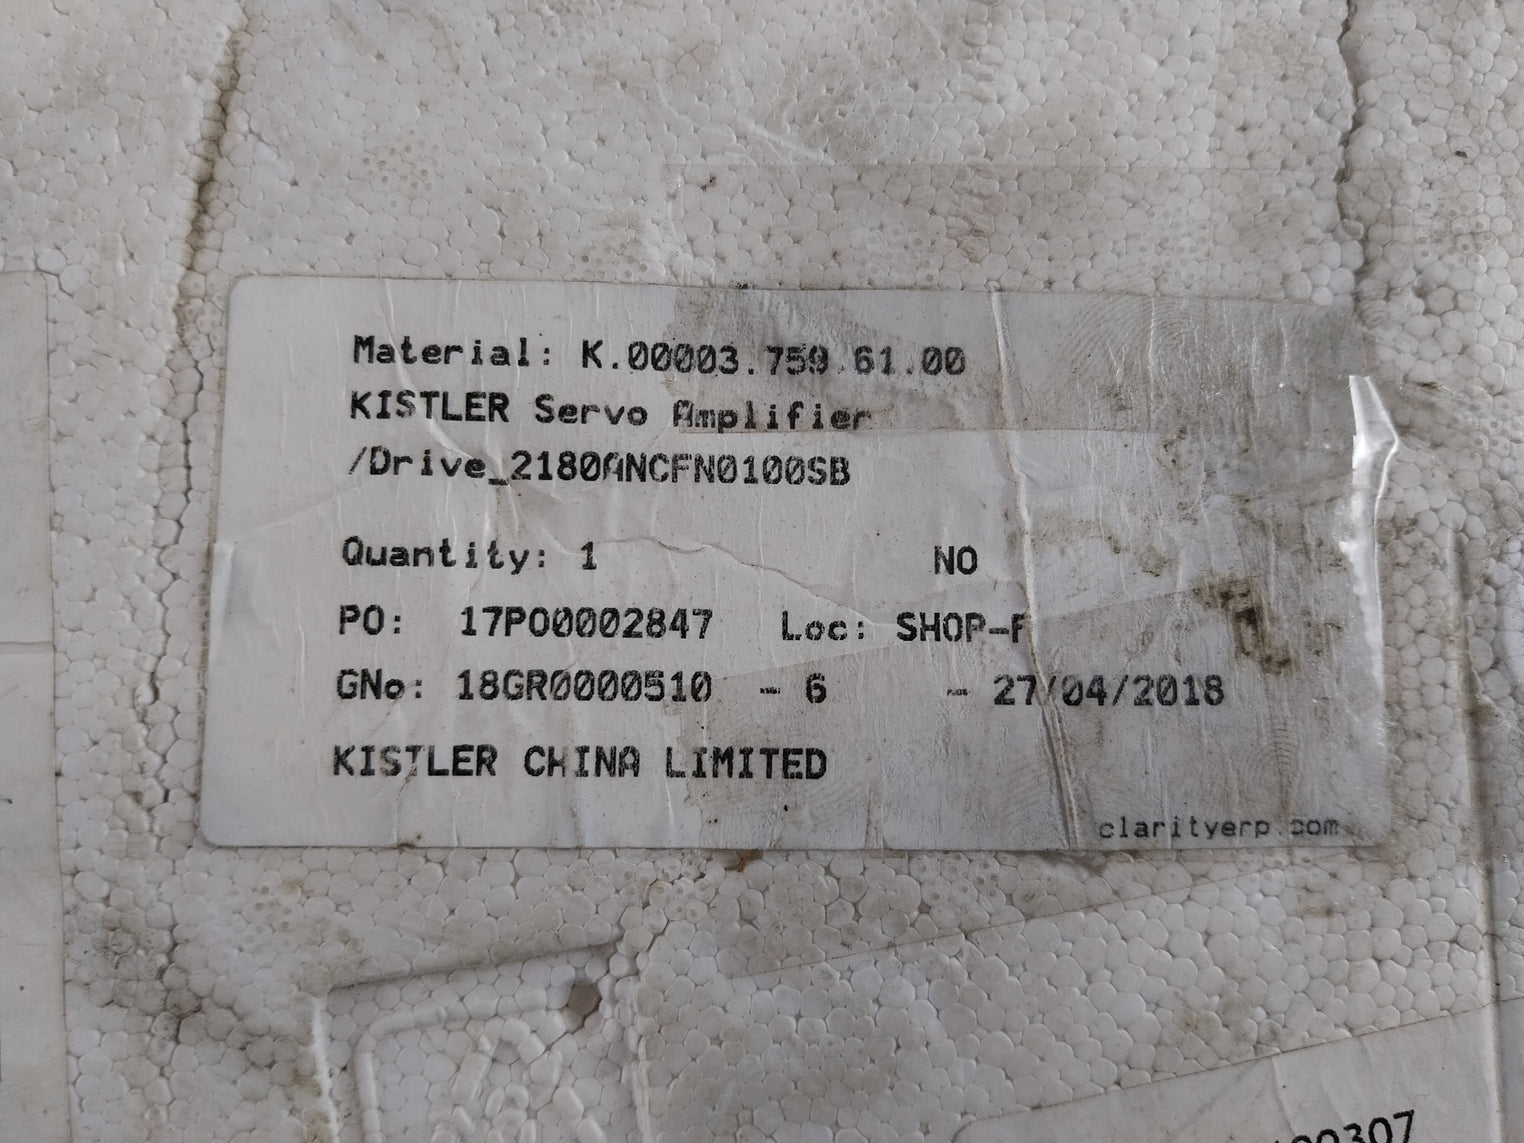 Material: K.00003.759.61.00
KISTLER Servo Amplifier
/Drive_2180ANCFN0100SB
Quantity: 1 NO
PO: 17PO0002847 Loc: SHOP-F
GNo: 18GR0000510 - 6 - 27/04/2018
KISTLER CHINA LIMITED
clarityerp.com